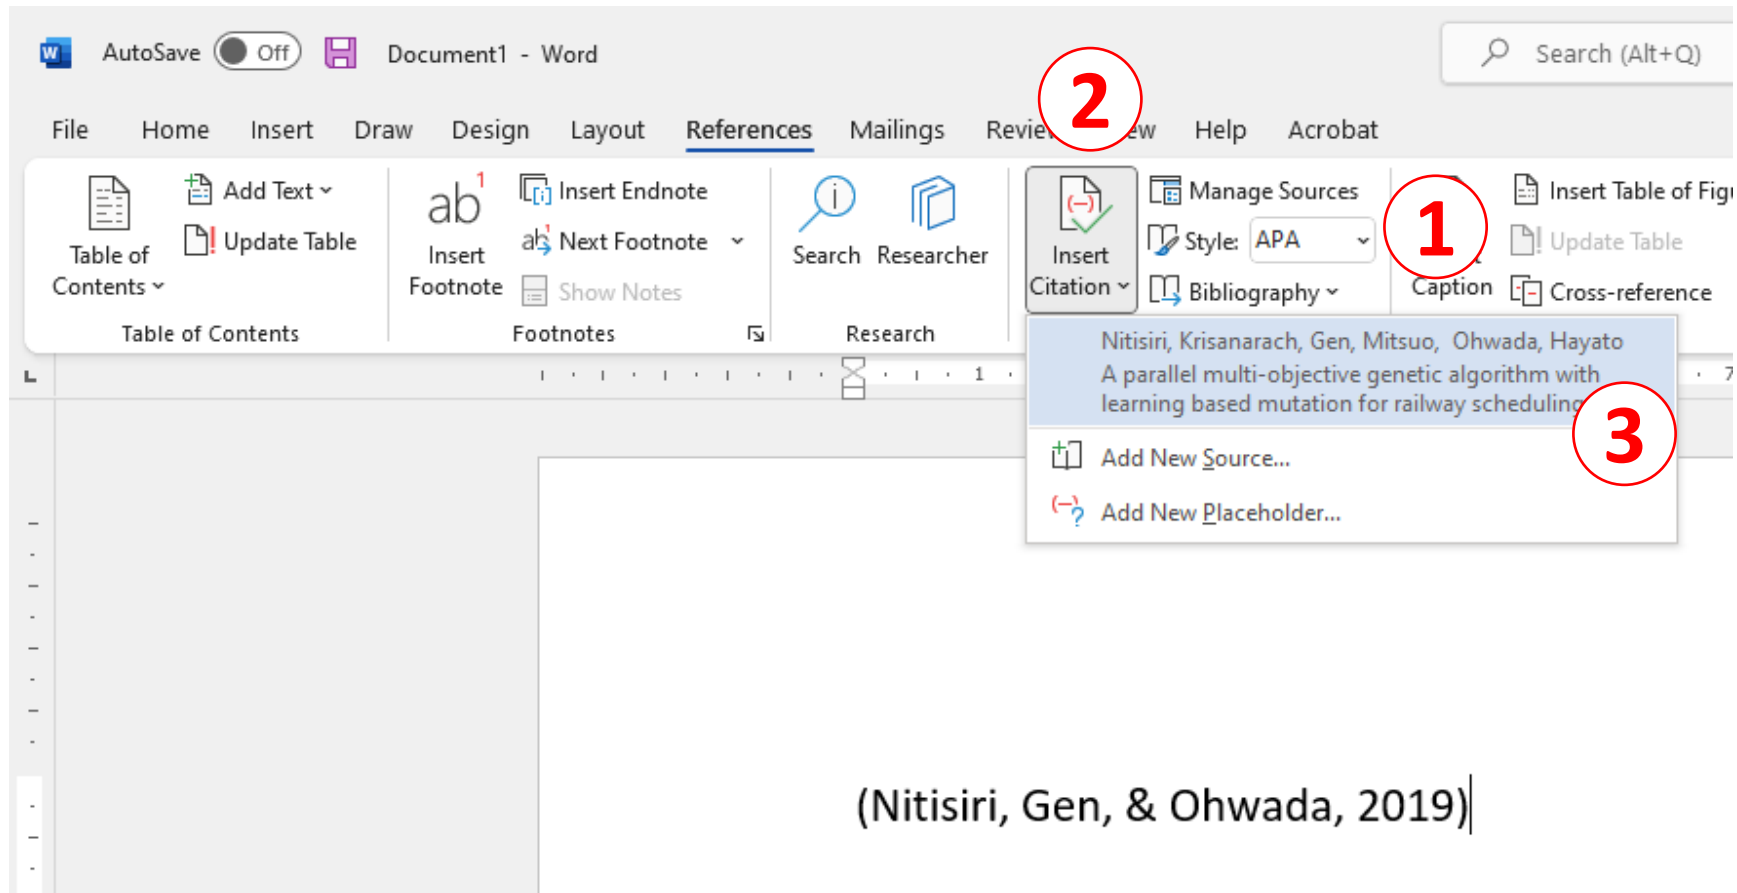 W AutoSave Off Document1 - Word Search (Alt+Q)
File Home Insert Draw Design Layout References Mailings Help Acrobat
2
Table of
Contents
Add Text
Update Table
Table of Contents
ab1
Insert
Footnote
Insert Endnote
Next Footnote
Show Notes
Footnotes
Search
Researcher
Research
Insert
Citation
Manage Sources
Style: APA
Bibliography
1
Caption
Insert Table of Figu
Update Table
Cross-reference
Nitisiri, Krisanarach, Gen, Mitsuo, Ohwada, Hayato
A parallel multi-objective genetic algorithm with
learning based mutation for railway scheduling
3
Add New Source...
Add New Placeholder...
1 7
(Nitisiri, Gen, & Ohwada, 2019)